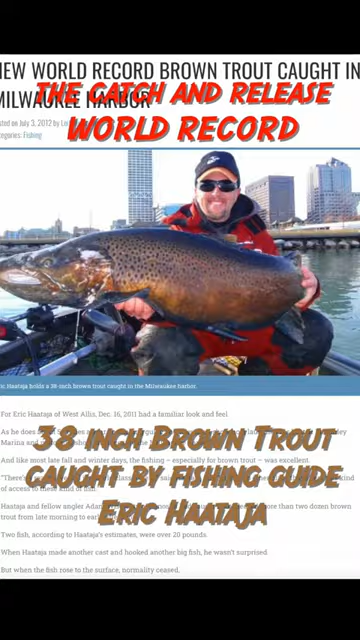 NEW WORLD RECORD BROWN TROUT CAUGHT IN
MILWAUKEE HARBOR
THE CATCH AND RELEASE
WORLD RECORD
Posted on July 3, 2012 by
Categories: Fishing
Eric Haataja holds a 38-inch brown trout caught in the Milwaukee harbor.
For Eric Haataja of West Allis, Dec. 16, 2011 had a familiar look and feel
As he does
Marina and
And like most late fall and winter days, the fishing – especially for brown trout – was excellent.
38 inch Brown Trout
caught by fishing guide
Eric Haataja
of access to these kind of fish
Haataja and fellow angler Adam more than two dozen brown
trout from late morning to
Two fish, according to Haataja's estimates, were over 20 pounds
When Haataja made another cast and hooked another big fish, he wasn't surprised
But when the fish rose to the surface, normality ceased.